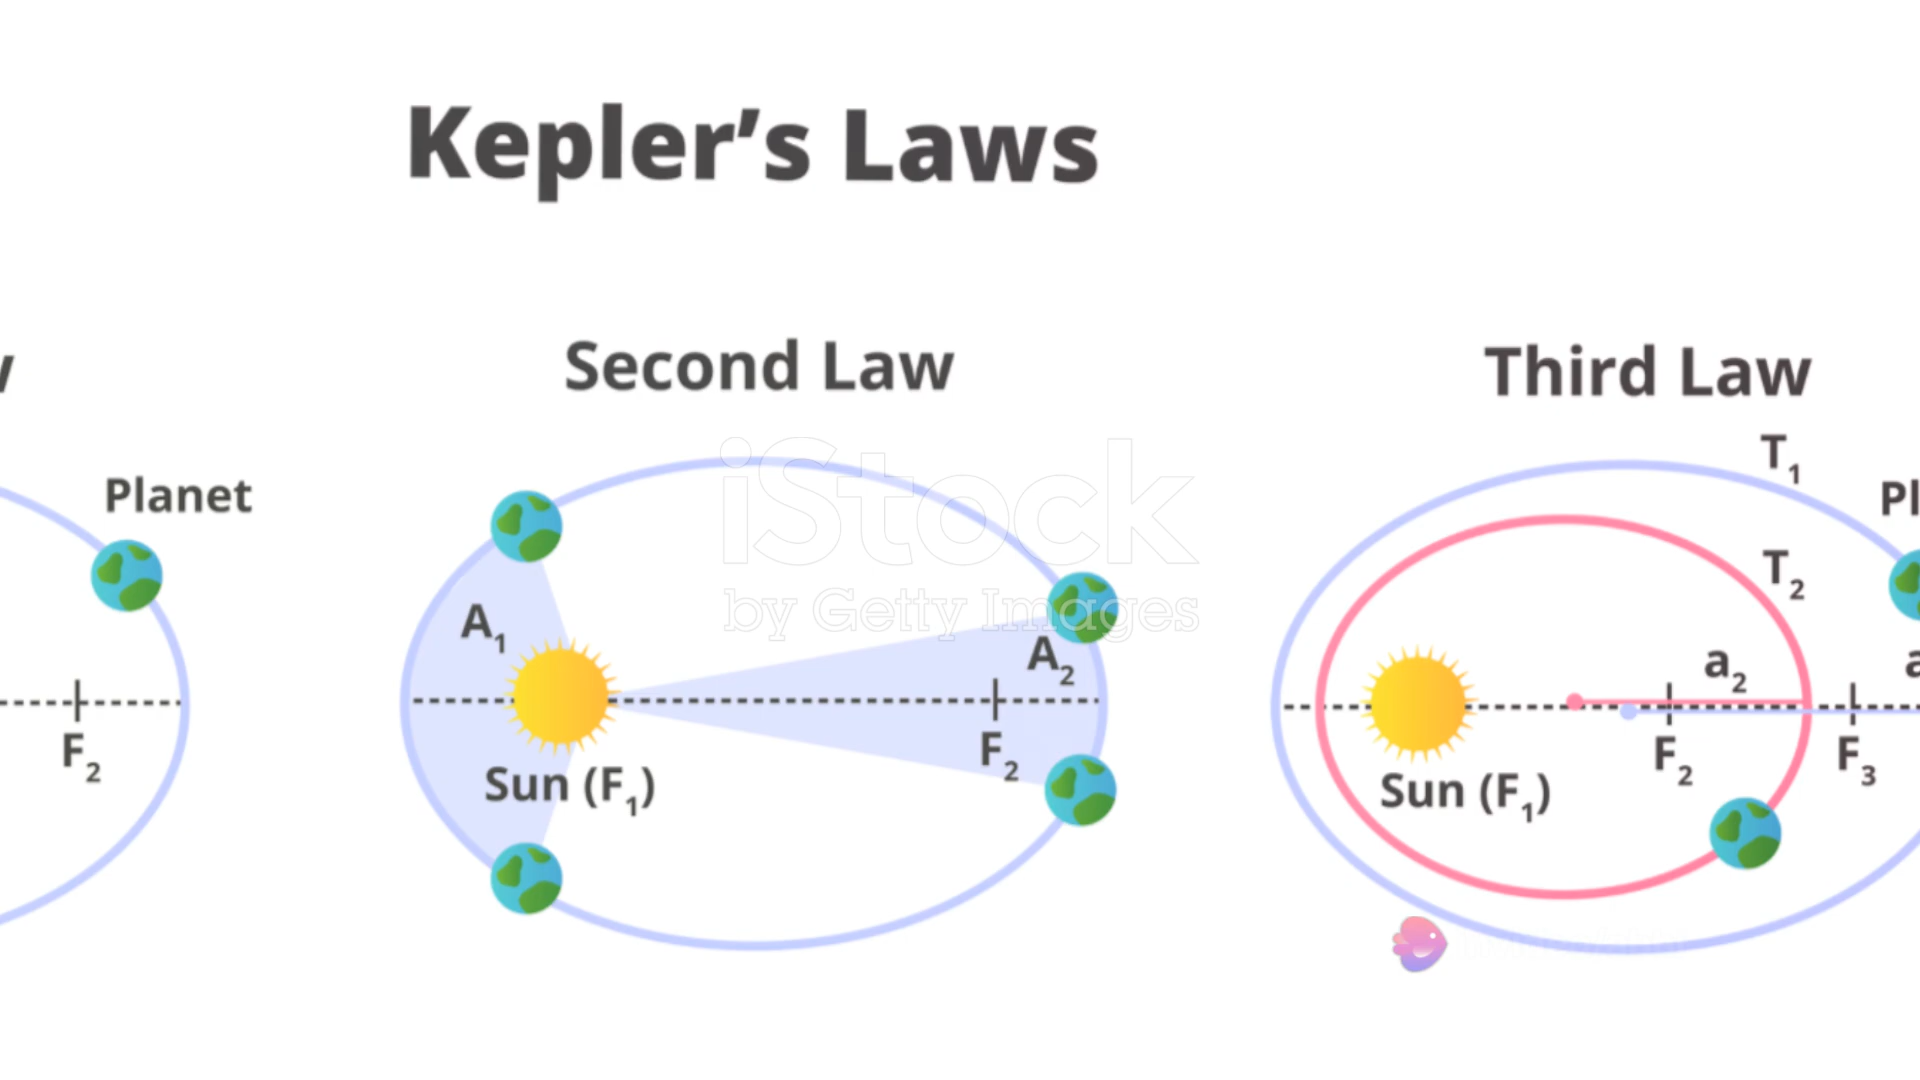 Kepler’s Laws
Second Law
Third Law
Planet
F2
A1
A2
Sun (F1)
F2
T1
T2
a2
Sun (F1)
F2
F3
iStock
by Getty Images